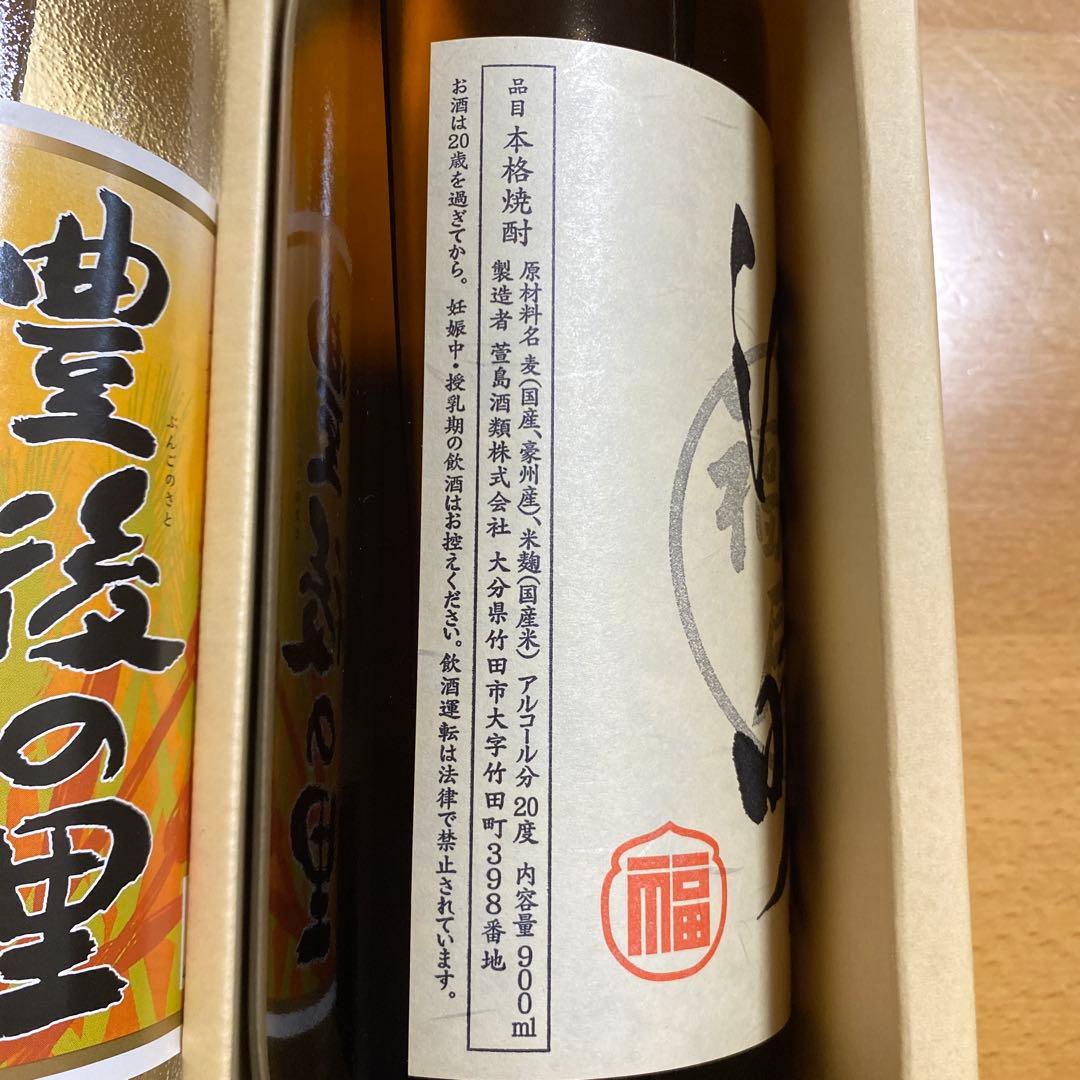 品目 本格焼酎
原材料名 麦(国産、豪州産)、米麹(国産米) アルコール分 20度 内容量 900ml
製造者 萱島酒類株式会社 大分県竹田市大字竹田町398番地
お酒は20歳を過ぎてから。 妊娠中・授乳期の飲酒はお控えください。飲酒運転は法律で禁止されています。
福
豊後の里
ぶんごのさと